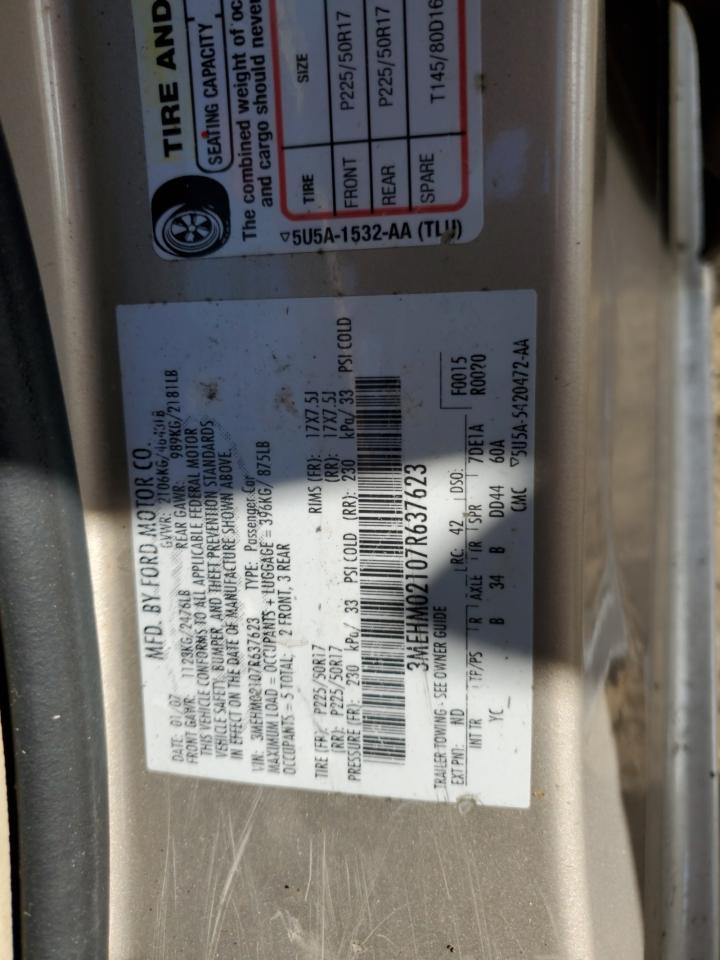 TIRE AND
SEATING CAPACITY
The combined weight of oc
and cargo should never
TIRE SIZE
FRONT P225/50R17
REAR P225/50R17
SPARE T145/80D16
▽5U5A-1532-AA (TLU)
MFD. BY FORD MOTOR CO.
DATE: 01/07 GVWR: 2106KG/4643LB
FRONT GAWR: 1123KG/2476LB REAR GAWR: 989KG/2181LB
THIS VEHICLE CONFORMS TO ALL APPLICABLE FEDERAL MOTOR
VEHICLE SAFETY, BUMPER, AND THEFT PREVENTION STANDARDS
IN EFFECT ON THE DATE OF MANUFACTURE SHOWN ABOVE.
VIN: 3MEHM02107R637623 TYPE: Passenger Car
MAXIMUM LOAD = OCCUPANTS + LUGGAGE = 396KG/ 875LB
OCCUPANTS = 5 TOTAL: 2 FRONT, 3 REAR
TIRE (FR): P225/50R17 RIMS (FR): 17X7.5J
(RR): P225/50R17 (RR): 17X7.5J
PRESSURE (FR): 230 kPa/ 33 PSI COLD (RR): 230 kPa/ 33 PSI COLD
3MEHM02107R637623
TRAILER TOWING - SEE OWNER GUIDE
EXT PNT: ND RC: 42 DSO: F0015
INT TR TP/PS R AXLE TR SPR 7DE1A R0020
YC_ B 34 B DD44 60A
CMC ▽5U5A-5420472-AA